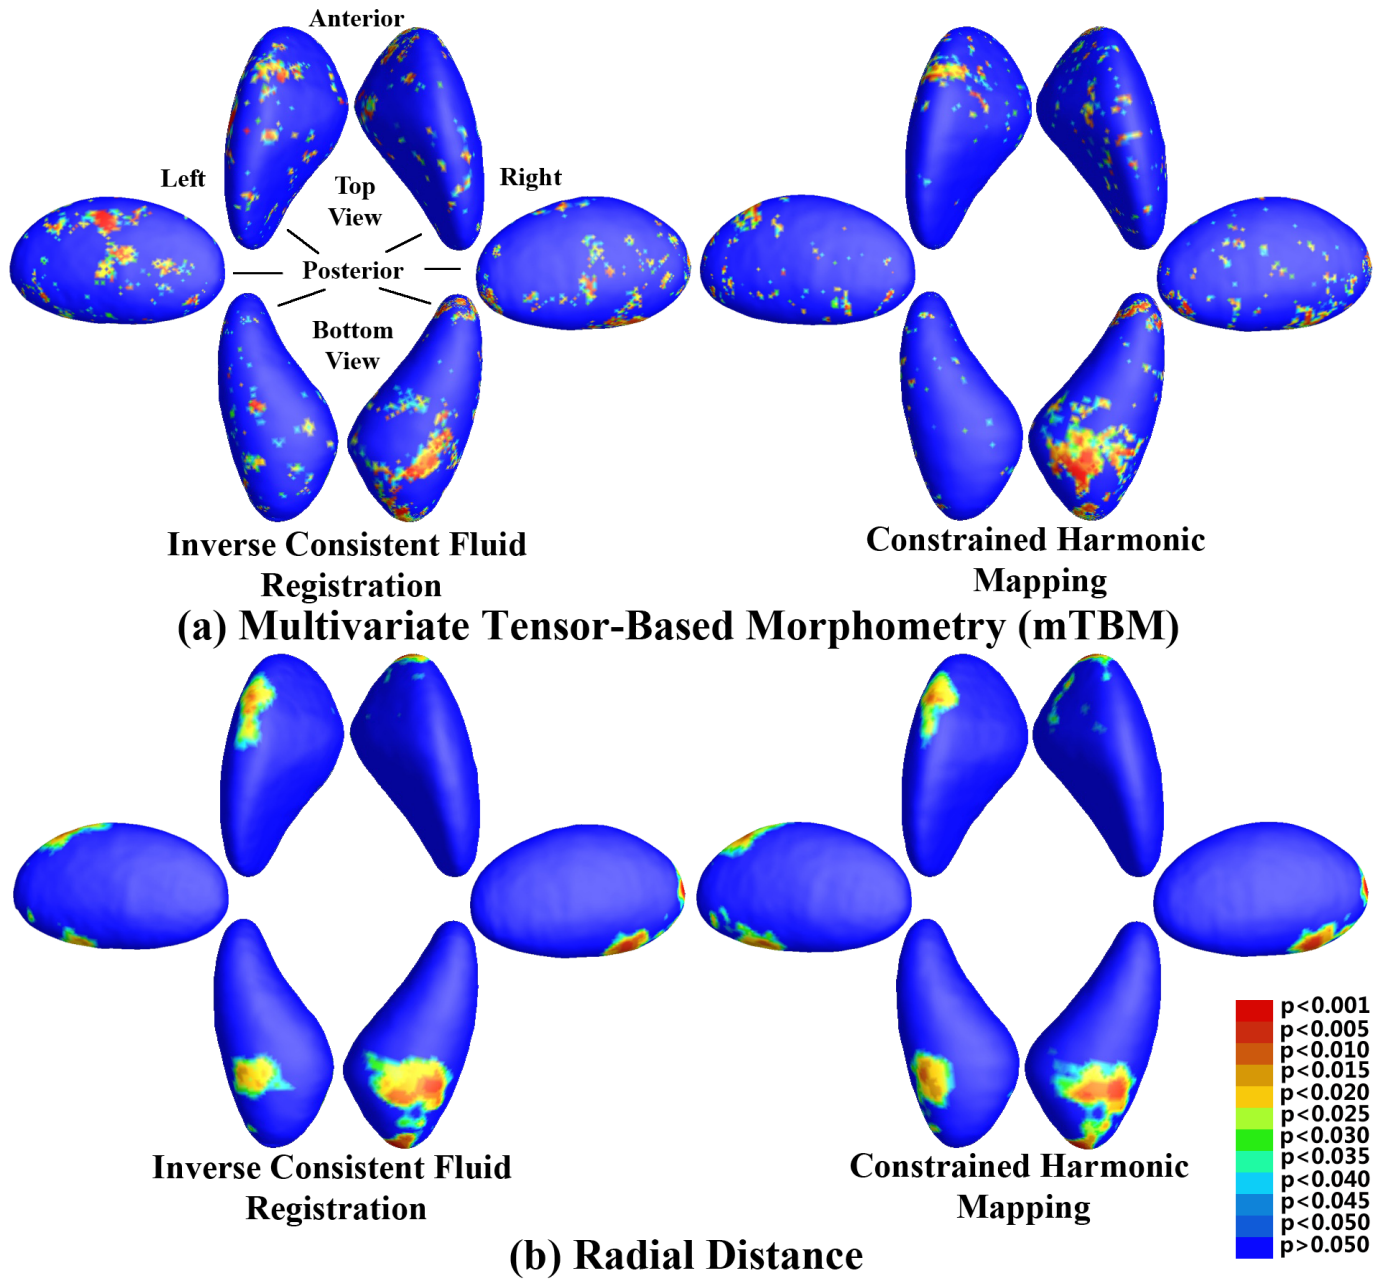 Anterior
Left
Right
Top
View
Posterior
Bottom
View
Inverse Consistent Fluid
Registration
Constrained Harmonic
Mapping
(a) Multivariate Tensor-Based Morphometry (mTBM)
p<0.001
p<0.005
p<0.010
p<0.015
p<0.020
p<0.025
p<0.030
p<0.035
p<0.040
p<0.045
p<0.050
p>0.050
Inverse Consistent Fluid
Registration
Constrained Harmonic
Mapping
(b) Radial Distance